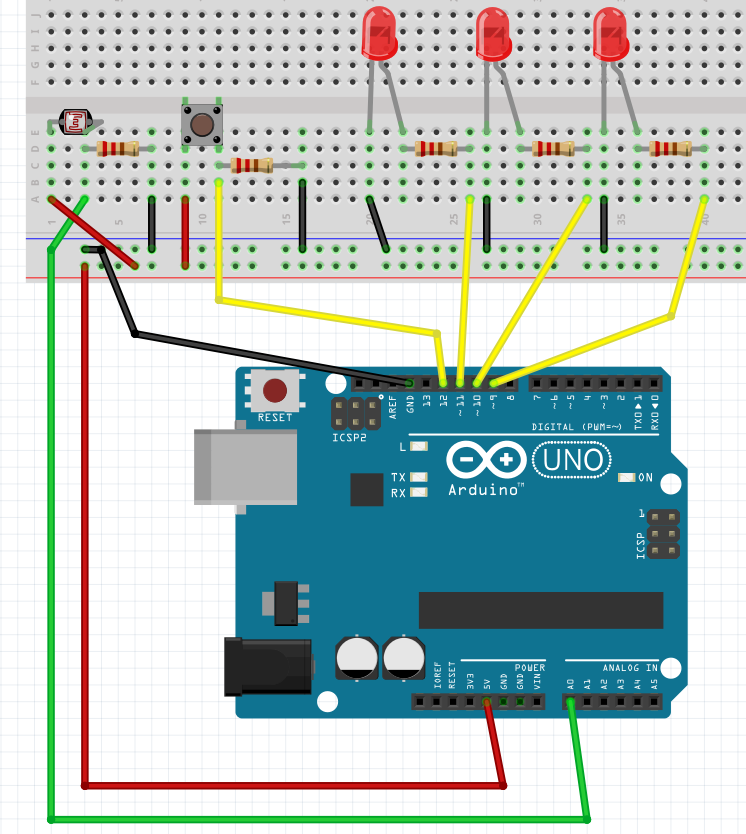 J
I
H
G
F
E
D
C
B
A
1
5
10
15
20
25
30
35
40
RESET
ICSP2
AREF
GND
13
12
~11
~10
~9
8
7
~6
~5
4
~3
2
TXO▶1
RXO◀0
DIGITAL (PWM=~)
L
TX
RX
UNO
Arduino™
ON
1
ICSP
POWER
ANALOG IN
IOREF
RESET
3V3
5V
GND
GND
VIN
A0
A1
A2
A3
A4
A5